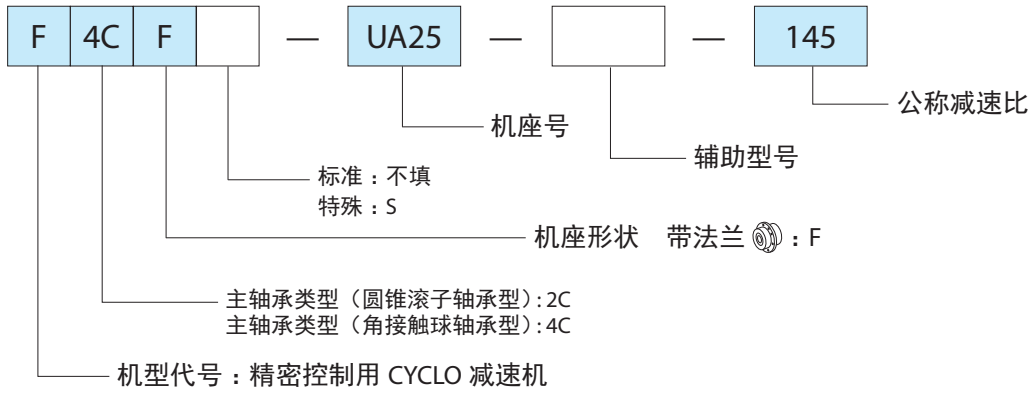 F 4C F — UA25 — — 145
公称减速比
机座号
辅助型号
标准：不填
特殊：S
机座形状 带法兰 ：F
主轴承类型（圆锥滚子轴承型）：2C
主轴承类型（角接触球轴承型）：4C
机型代号：精密控制用 CYCLO 减速机